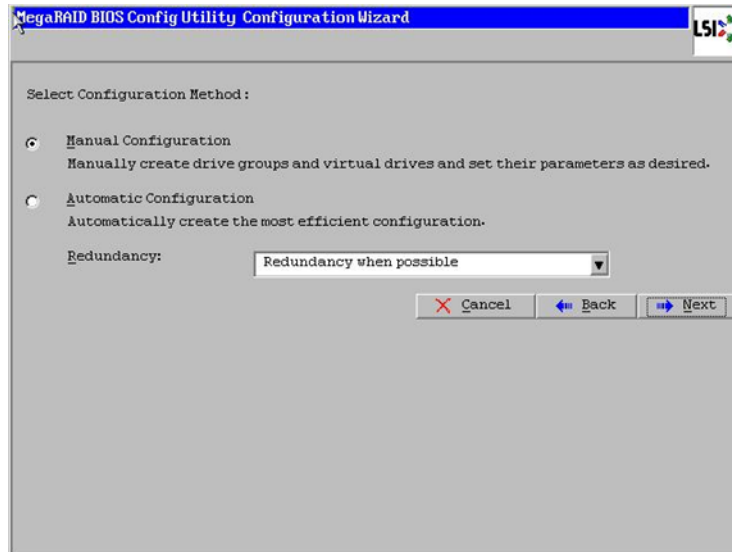 MegaRAID BIOS Config Utility Configuration Wizard
LSI
Select Configuration Method:
Manual Configuration
Manually create drive groups and virtual drives and set their parameters as desired.
Automatic Configuration
Automatically create the most efficient configuration.
Redundancy: Redundancy when possible
Cancel Back Next